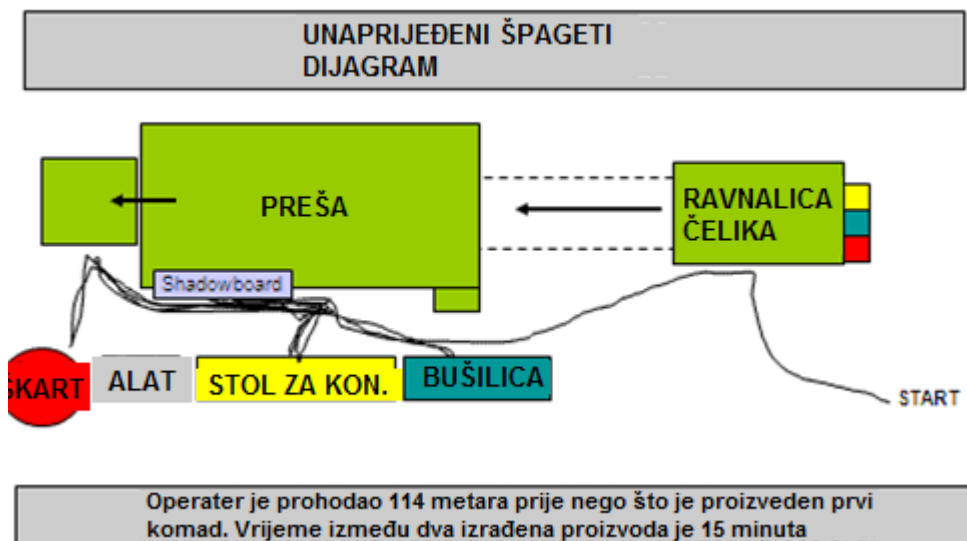 UNAPRIJEĐENI ŠPAGETI
DIJAGRAM
PREŠA
RAVNALICA
ČELIKA
Shadowboard
ŠKART
ALAT
STOL ZA KON.
BUŠILICA
START
Operater je prohodao 114 metara prije nego što je proizveden prvi
komad. Vrijeme između dva izrađena proizvoda je 15 minuta